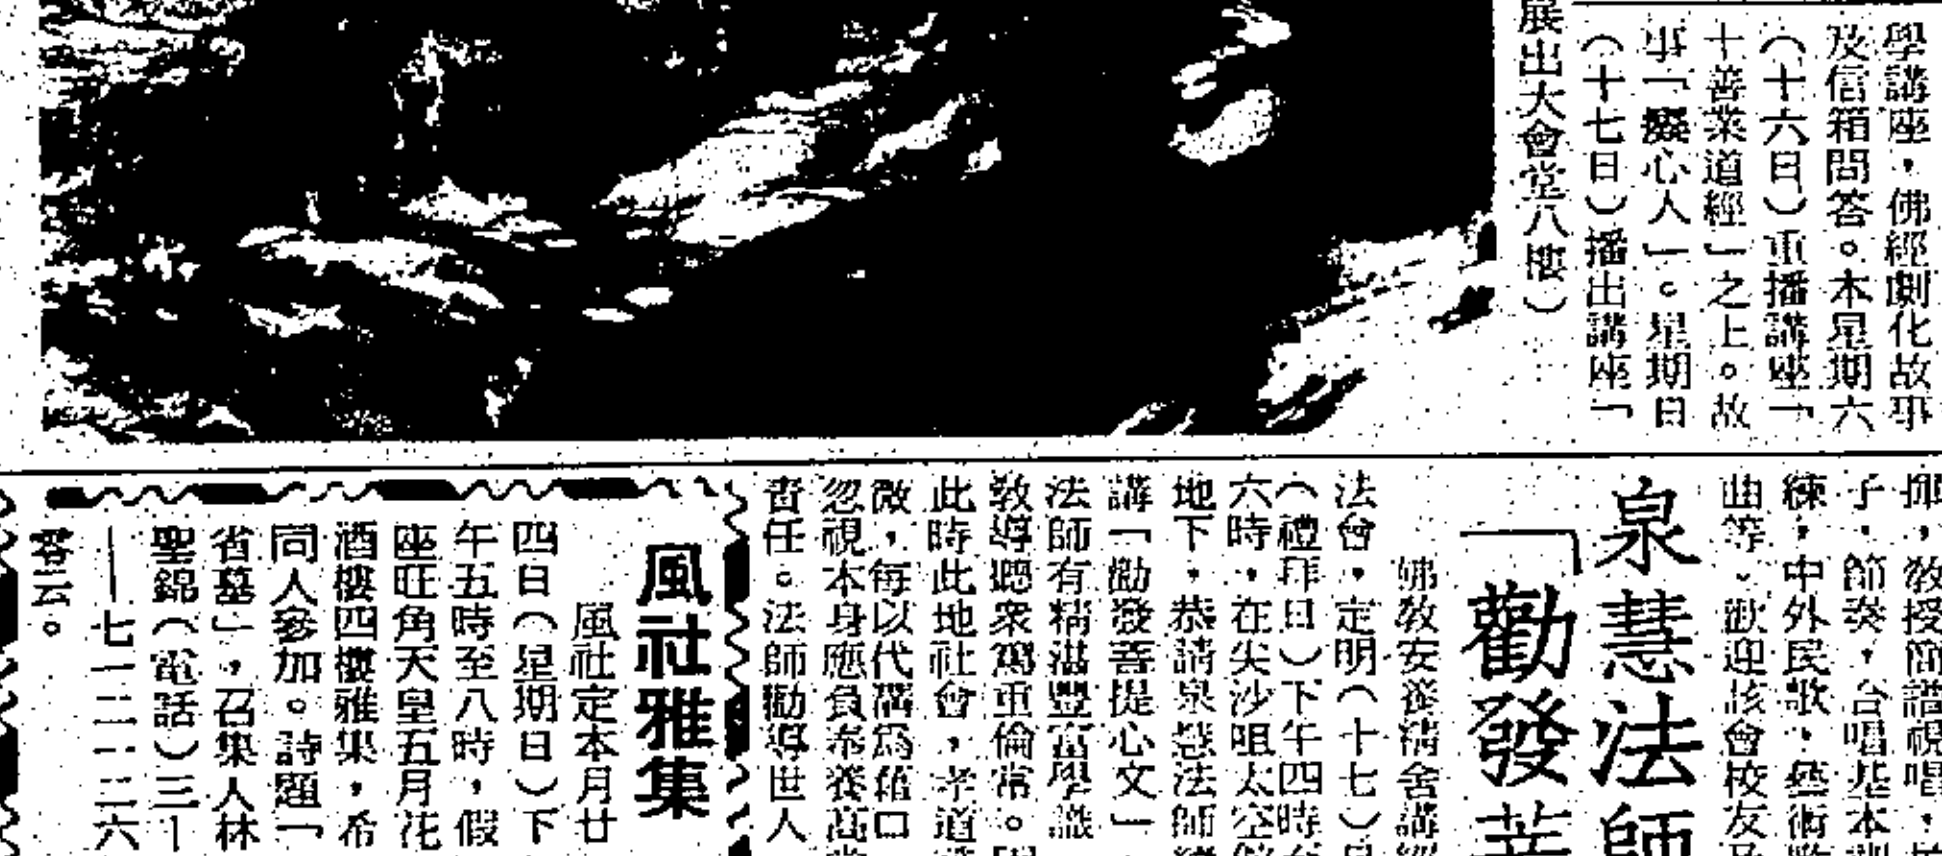 學講座,佛經劇化故事
及信箱問答。本星期六
(十六日)重播講座「
十善業道經」之上。故
事「癡心人」。星期日
(十七日)播出講座「
展出大會堂八樓)
揮,教授簡譜視唱,
子,節奏,合唱基本訓
練,中外民歌,藝術歌
曲等。歡迎該會校友及
泉慧法師
「勸發菩
佛教安養精舍講經
法會,定明(十七)日
(禮拜日)下午四時
六時,在尖沙咀太空
地下,恭請泉慧法師
講「勸發菩提心文」,
法師有精湛豐富學識
教導聽衆篤重倫常。
此時此地社會,孝道
微,每以代溝爲藉口
忽視本身應負奉養
責任。法師勸導世人
風社雅集
風社定本月廿
四日(星期日)下
午五時至八時,假
座旺角天皇五月花
酒樓四樓雅集,希
同人參加。詩題「
省墓」,召集人林
聖錦(電話)三—
—七一二一二六
零云。